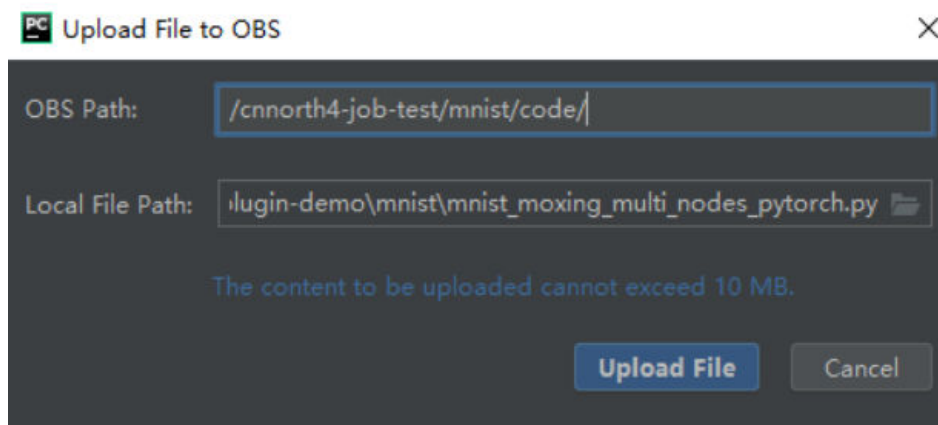 PC Upload File to OBS
OBS Path: /cnnorth4-job-test/mnist/code/
Local File Path: lugin-demo\mnist\mnist_moxing_multi_nodes_pytorch.py
The content to be uploaded cannot exceed 10 MB.
Upload File Cancel